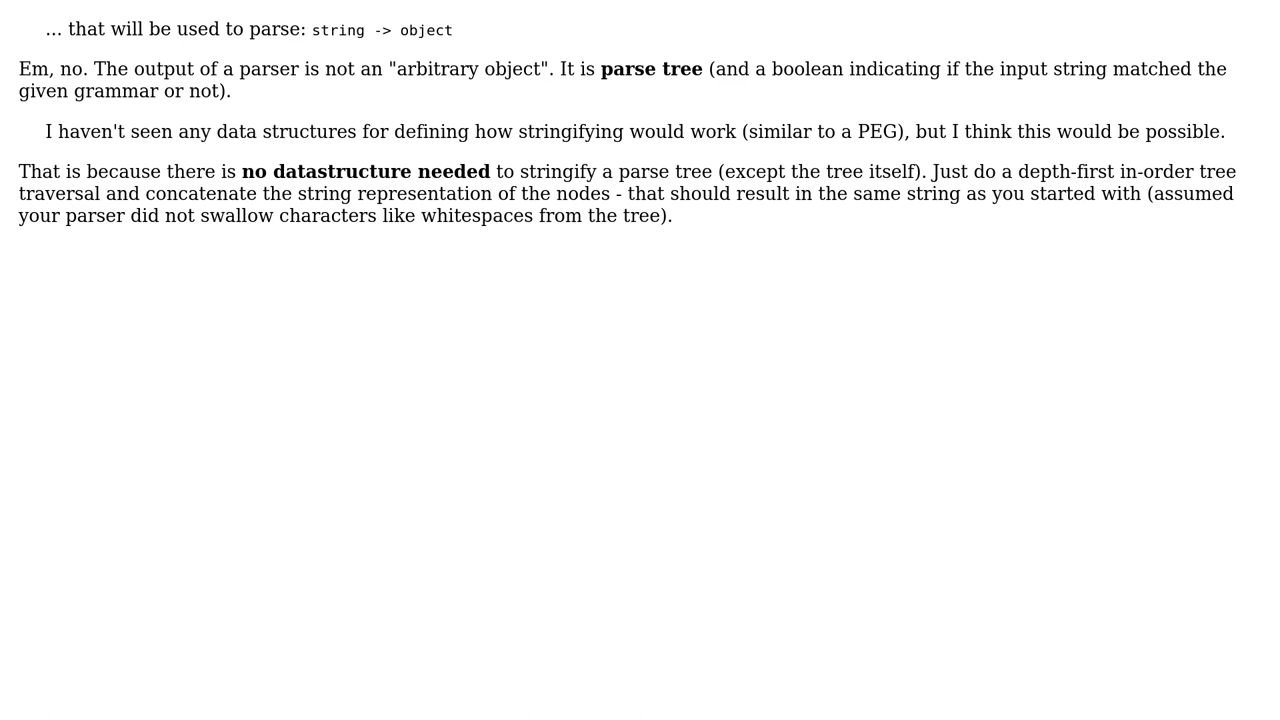 ... that will be used to parse: string -> object
Em, no. The output of a parser is not an "arbitrary object". It is parse tree (and a boolean indicating if the input string matched the
given grammar or not).
I haven't seen any data structures for defining how stringifying would work (similar to a PEG), but I think this would be possible.
That is because there is no datastructure needed to stringify a parse tree (except the tree itself). Just do a depth-first in-order tree
traversal and concatenate the string representation of the nodes - that should result in the same string as you started with (assumed
your parser did not swallow characters like whitespaces from the tree).